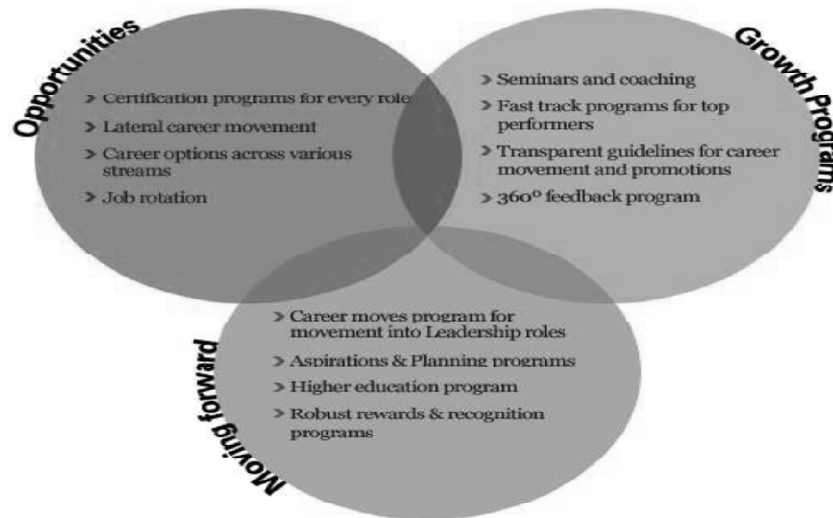 Opportunities
> Certification programs for every role
> Lateral career movement
> Career options across various
streams
> Job rotation
Growth Programs
> Seminars and coaching
> Fast track programs for top
performers
> Transparent guidelines for career
movement and promotions
> 360º feedback program
Moving forward
> Career moves program for
movement into Leadership roles
> Aspirations & Planning programs
> Higher education program
> Robust rewards & recognition
programs